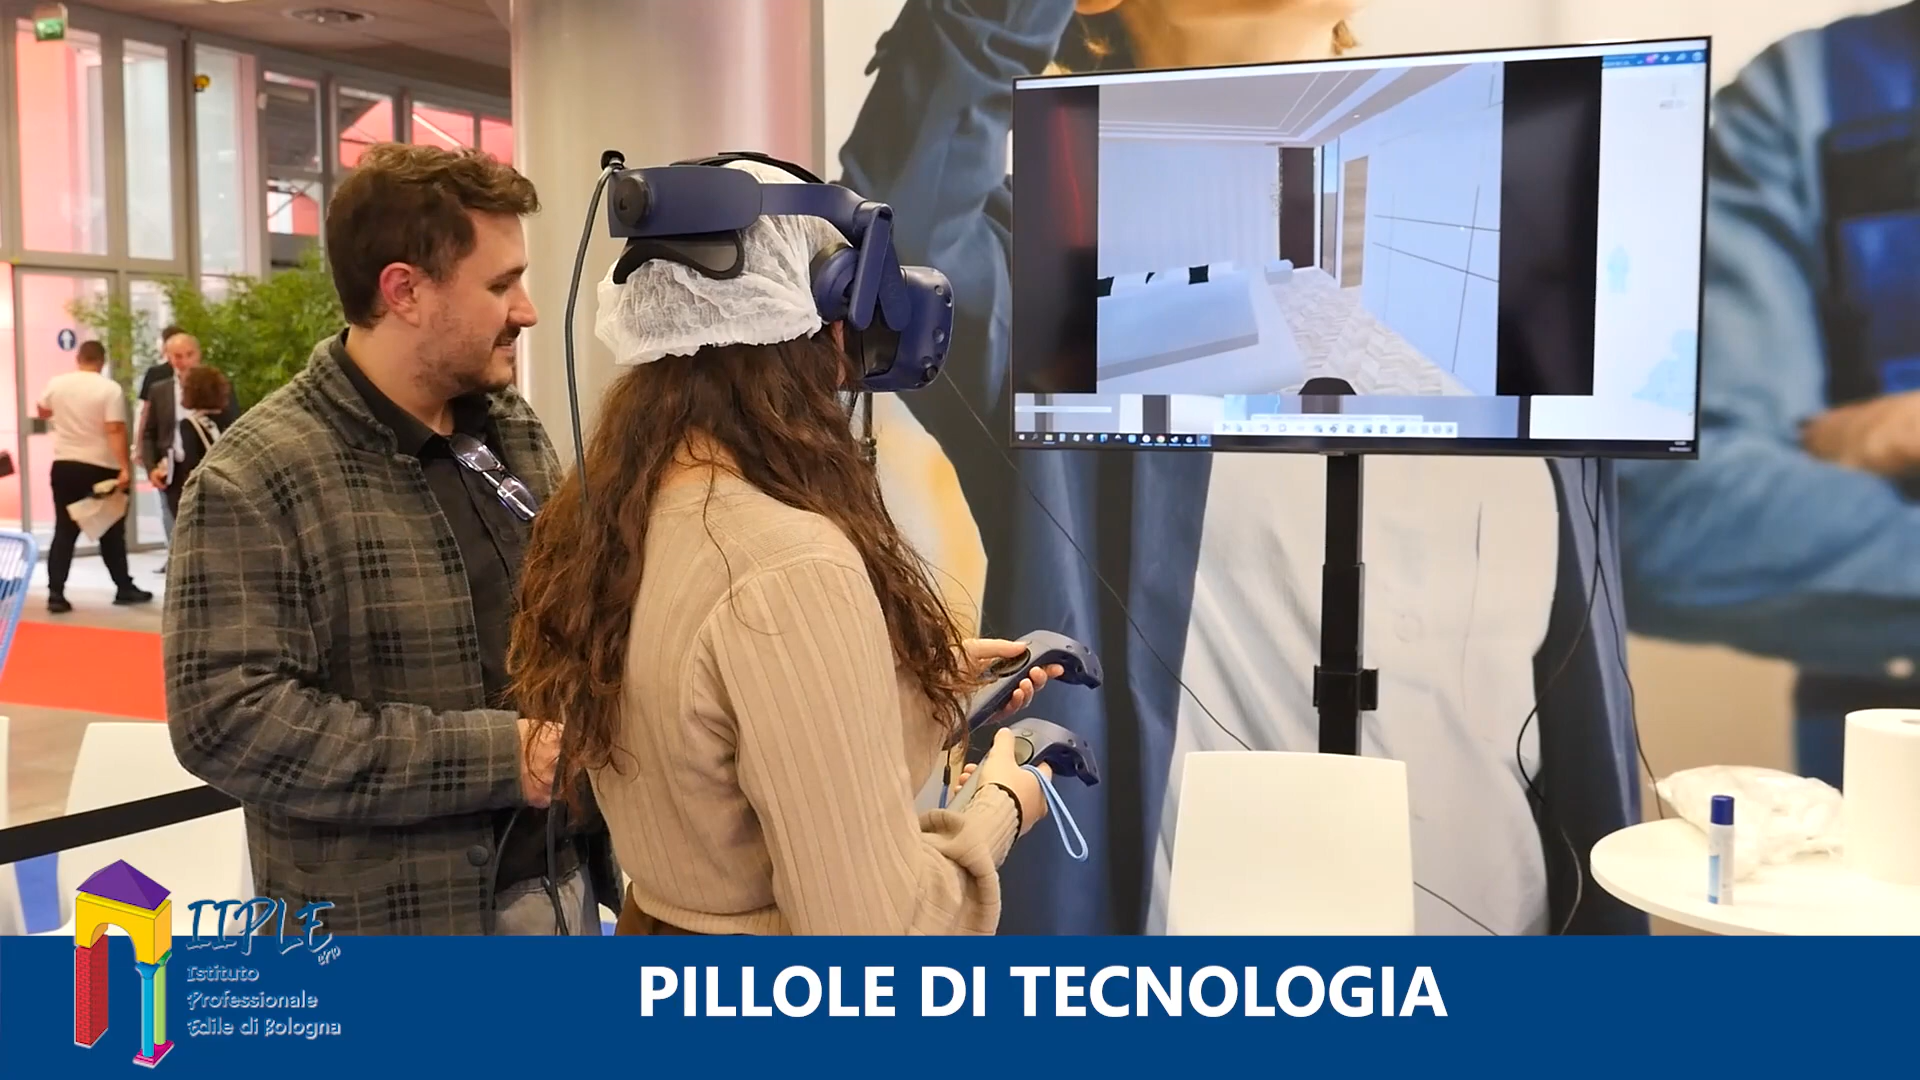 IIPLE
Istituto
Professionale
Edile di Bologna
PILLOLE DI TECNOLOGIA